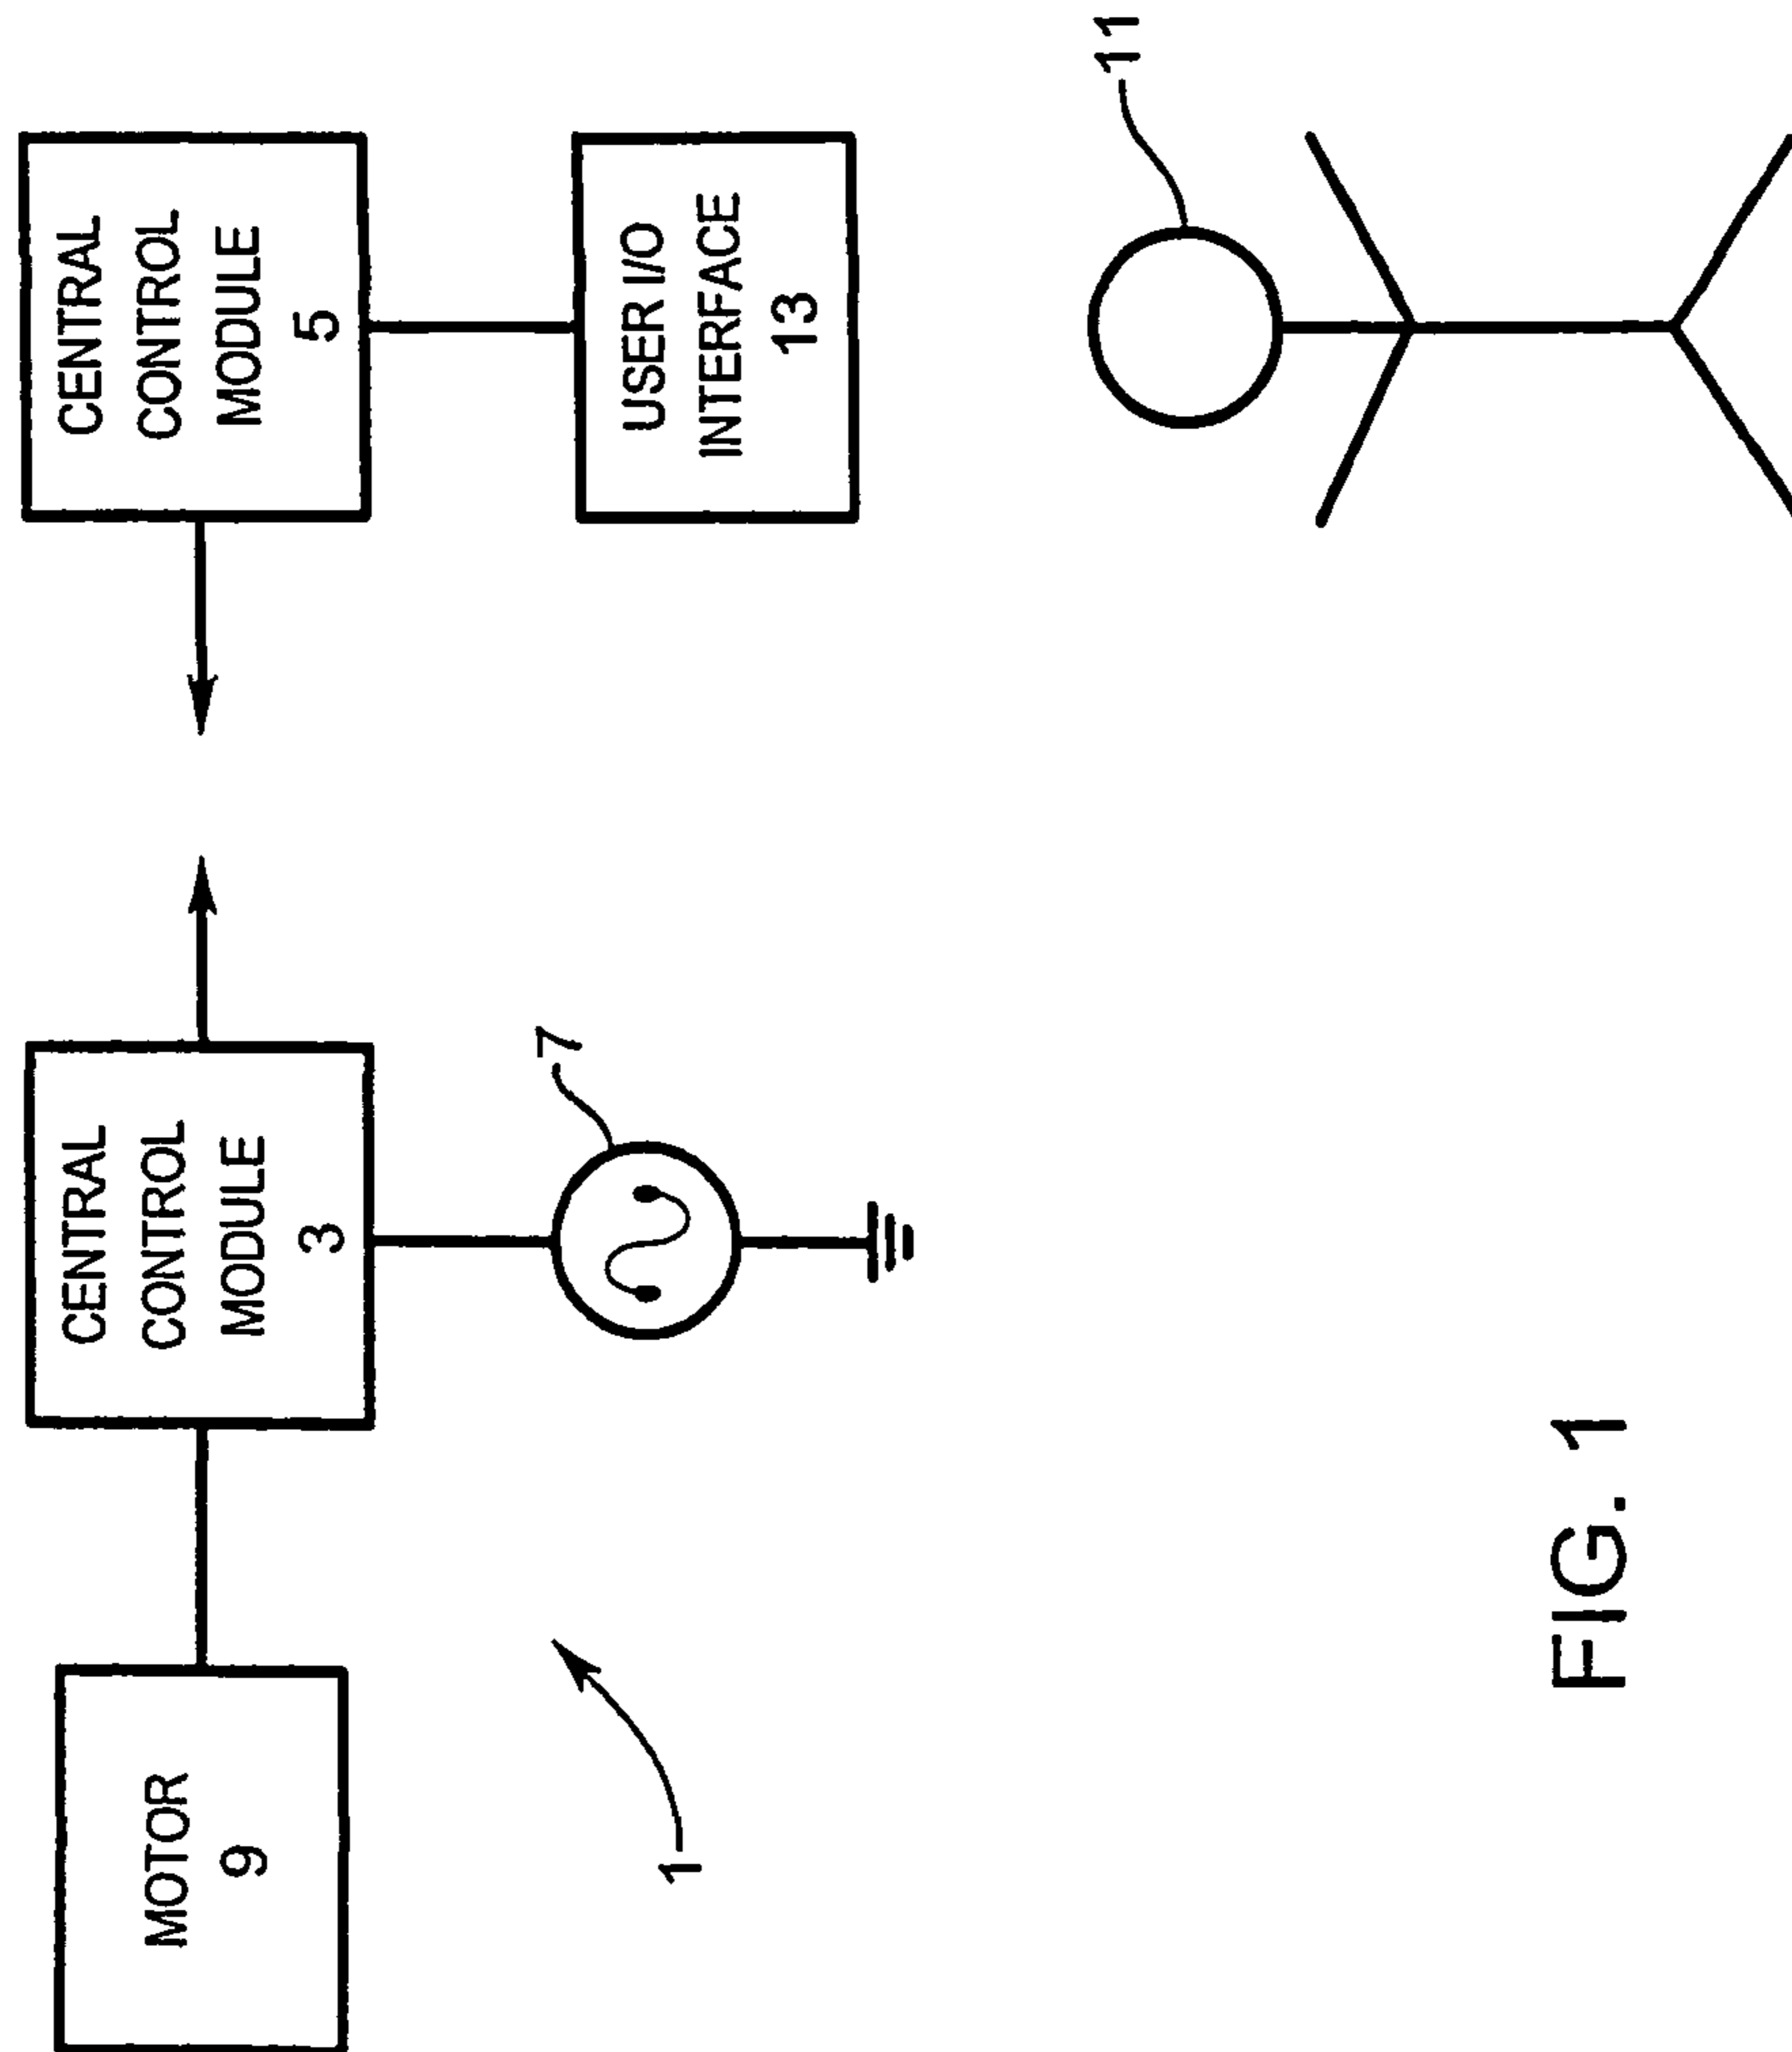 MOTOR
9
CENTRAL
CONTROL
MODULE
3
CENTRAL
CONTROL
MODULE
5
7
USER I/O
INTERFACE
13
1
11
FIG. 1